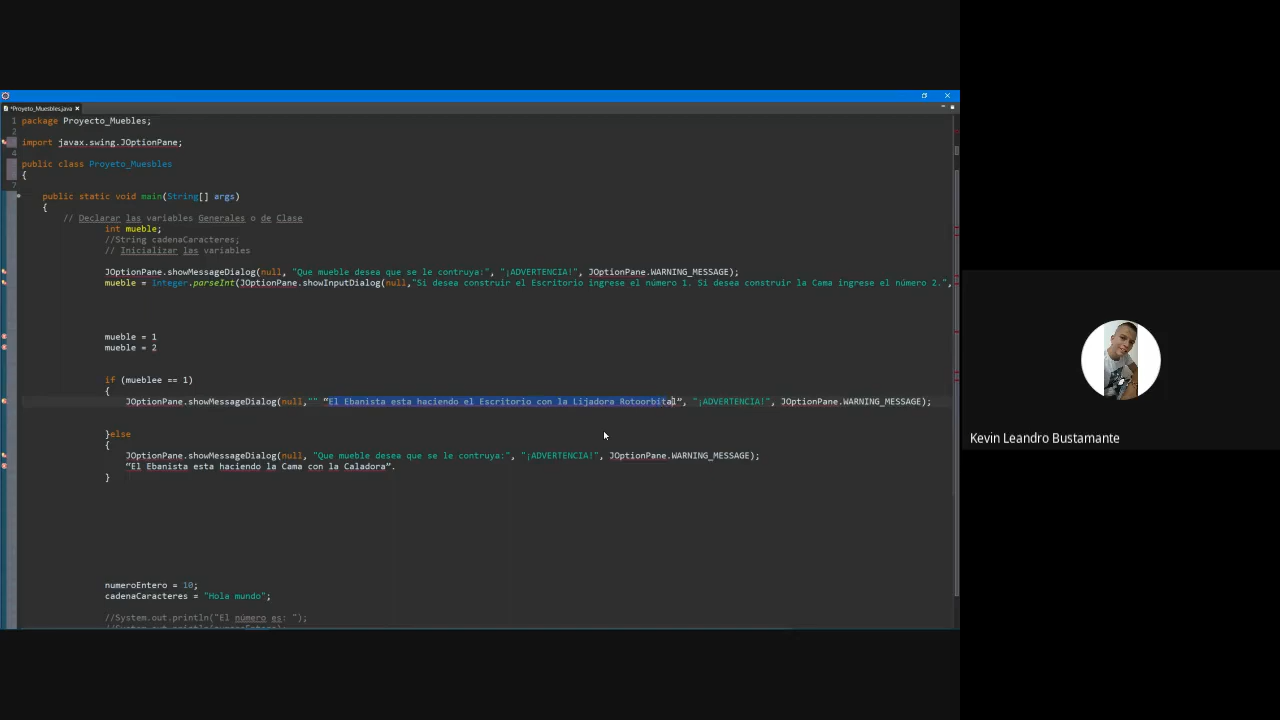 *Proyeto_Muesbles.java
1 package Proyecto_Muebles;
2
import javax.swing.JOptionPane;
4
public class Proyeto_Muesbles
{
7
public static void main(String[] args)
{
// Declarar las variables Generales o de Clase
int mueble;
//String cadenaCaracteres;
// Inicializar las variables
JOptionPane.showMessageDialog(null, "Que mueble desea que se le contruya:", "¡ADVERTENCIA!", JOptionPane.WARNING_MESSAGE);
mueble = Integer.parseInt(JOptionPane.showInputDialog(null,"Si desea construir el Escritorio ingrese el número 1. Si desea construir la Cama ingrese el número 2.",
mueble = 1
mueble = 2
if (mueblee == 1)
{
JOptionPane.showMessageDialog(null,"" “El Ebanista esta haciendo el Escritorio con la Lijadora Rotoorbital”, "¡ADVERTENCIA!", JOptionPane.WARNING_MESSAGE);
}else
{
JOptionPane.showMessageDialog(null, "Que mueble desea que se le contruya:", "¡ADVERTENCIA!", JOptionPane.WARNING_MESSAGE);
“El Ebanista esta haciendo la Cama con la Caladora”.
}
numeroEntero = 10;
cadenaCaracteres = "Hola mundo";
//System.out.println("El número es: ");
Kevin Leandro Bustamante